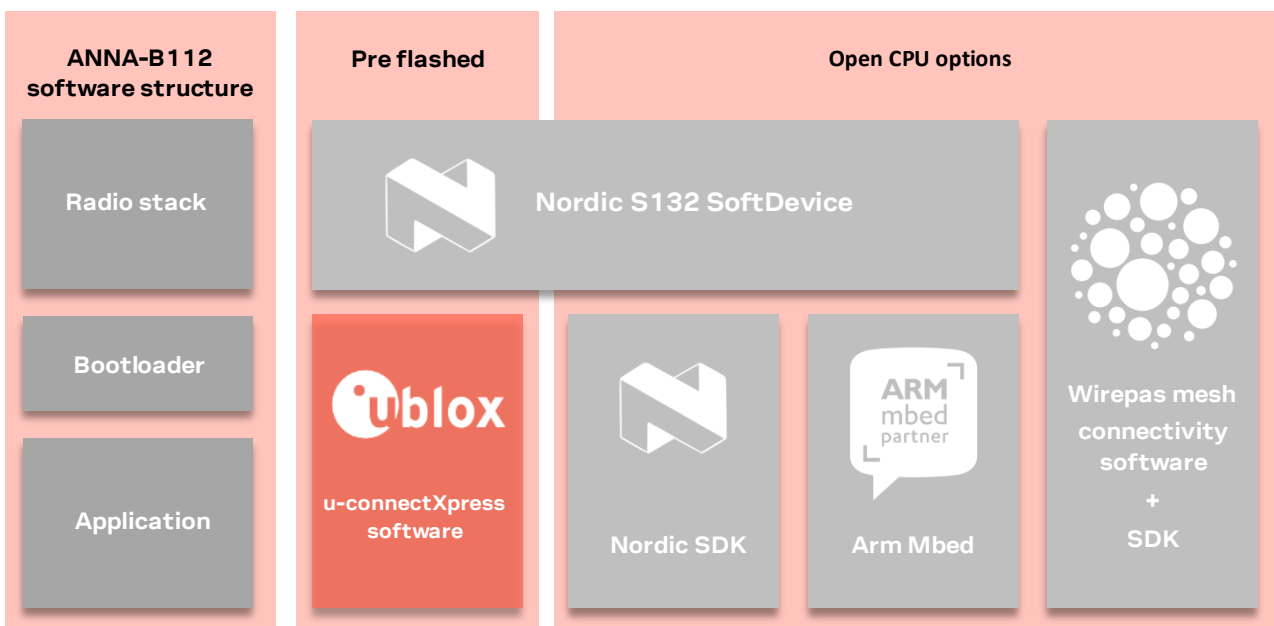 ANNA-B112
software structure
Radio stack
Bootloader
Application
Pre flashed
Open CPU options
Nordic S132 SoftDevice
ublox
u-connectXpress
software
Nordic SDK
ARM
mbed
partner
Arm Mbed
Wirepas mesh
connectivity
software
+
SDK